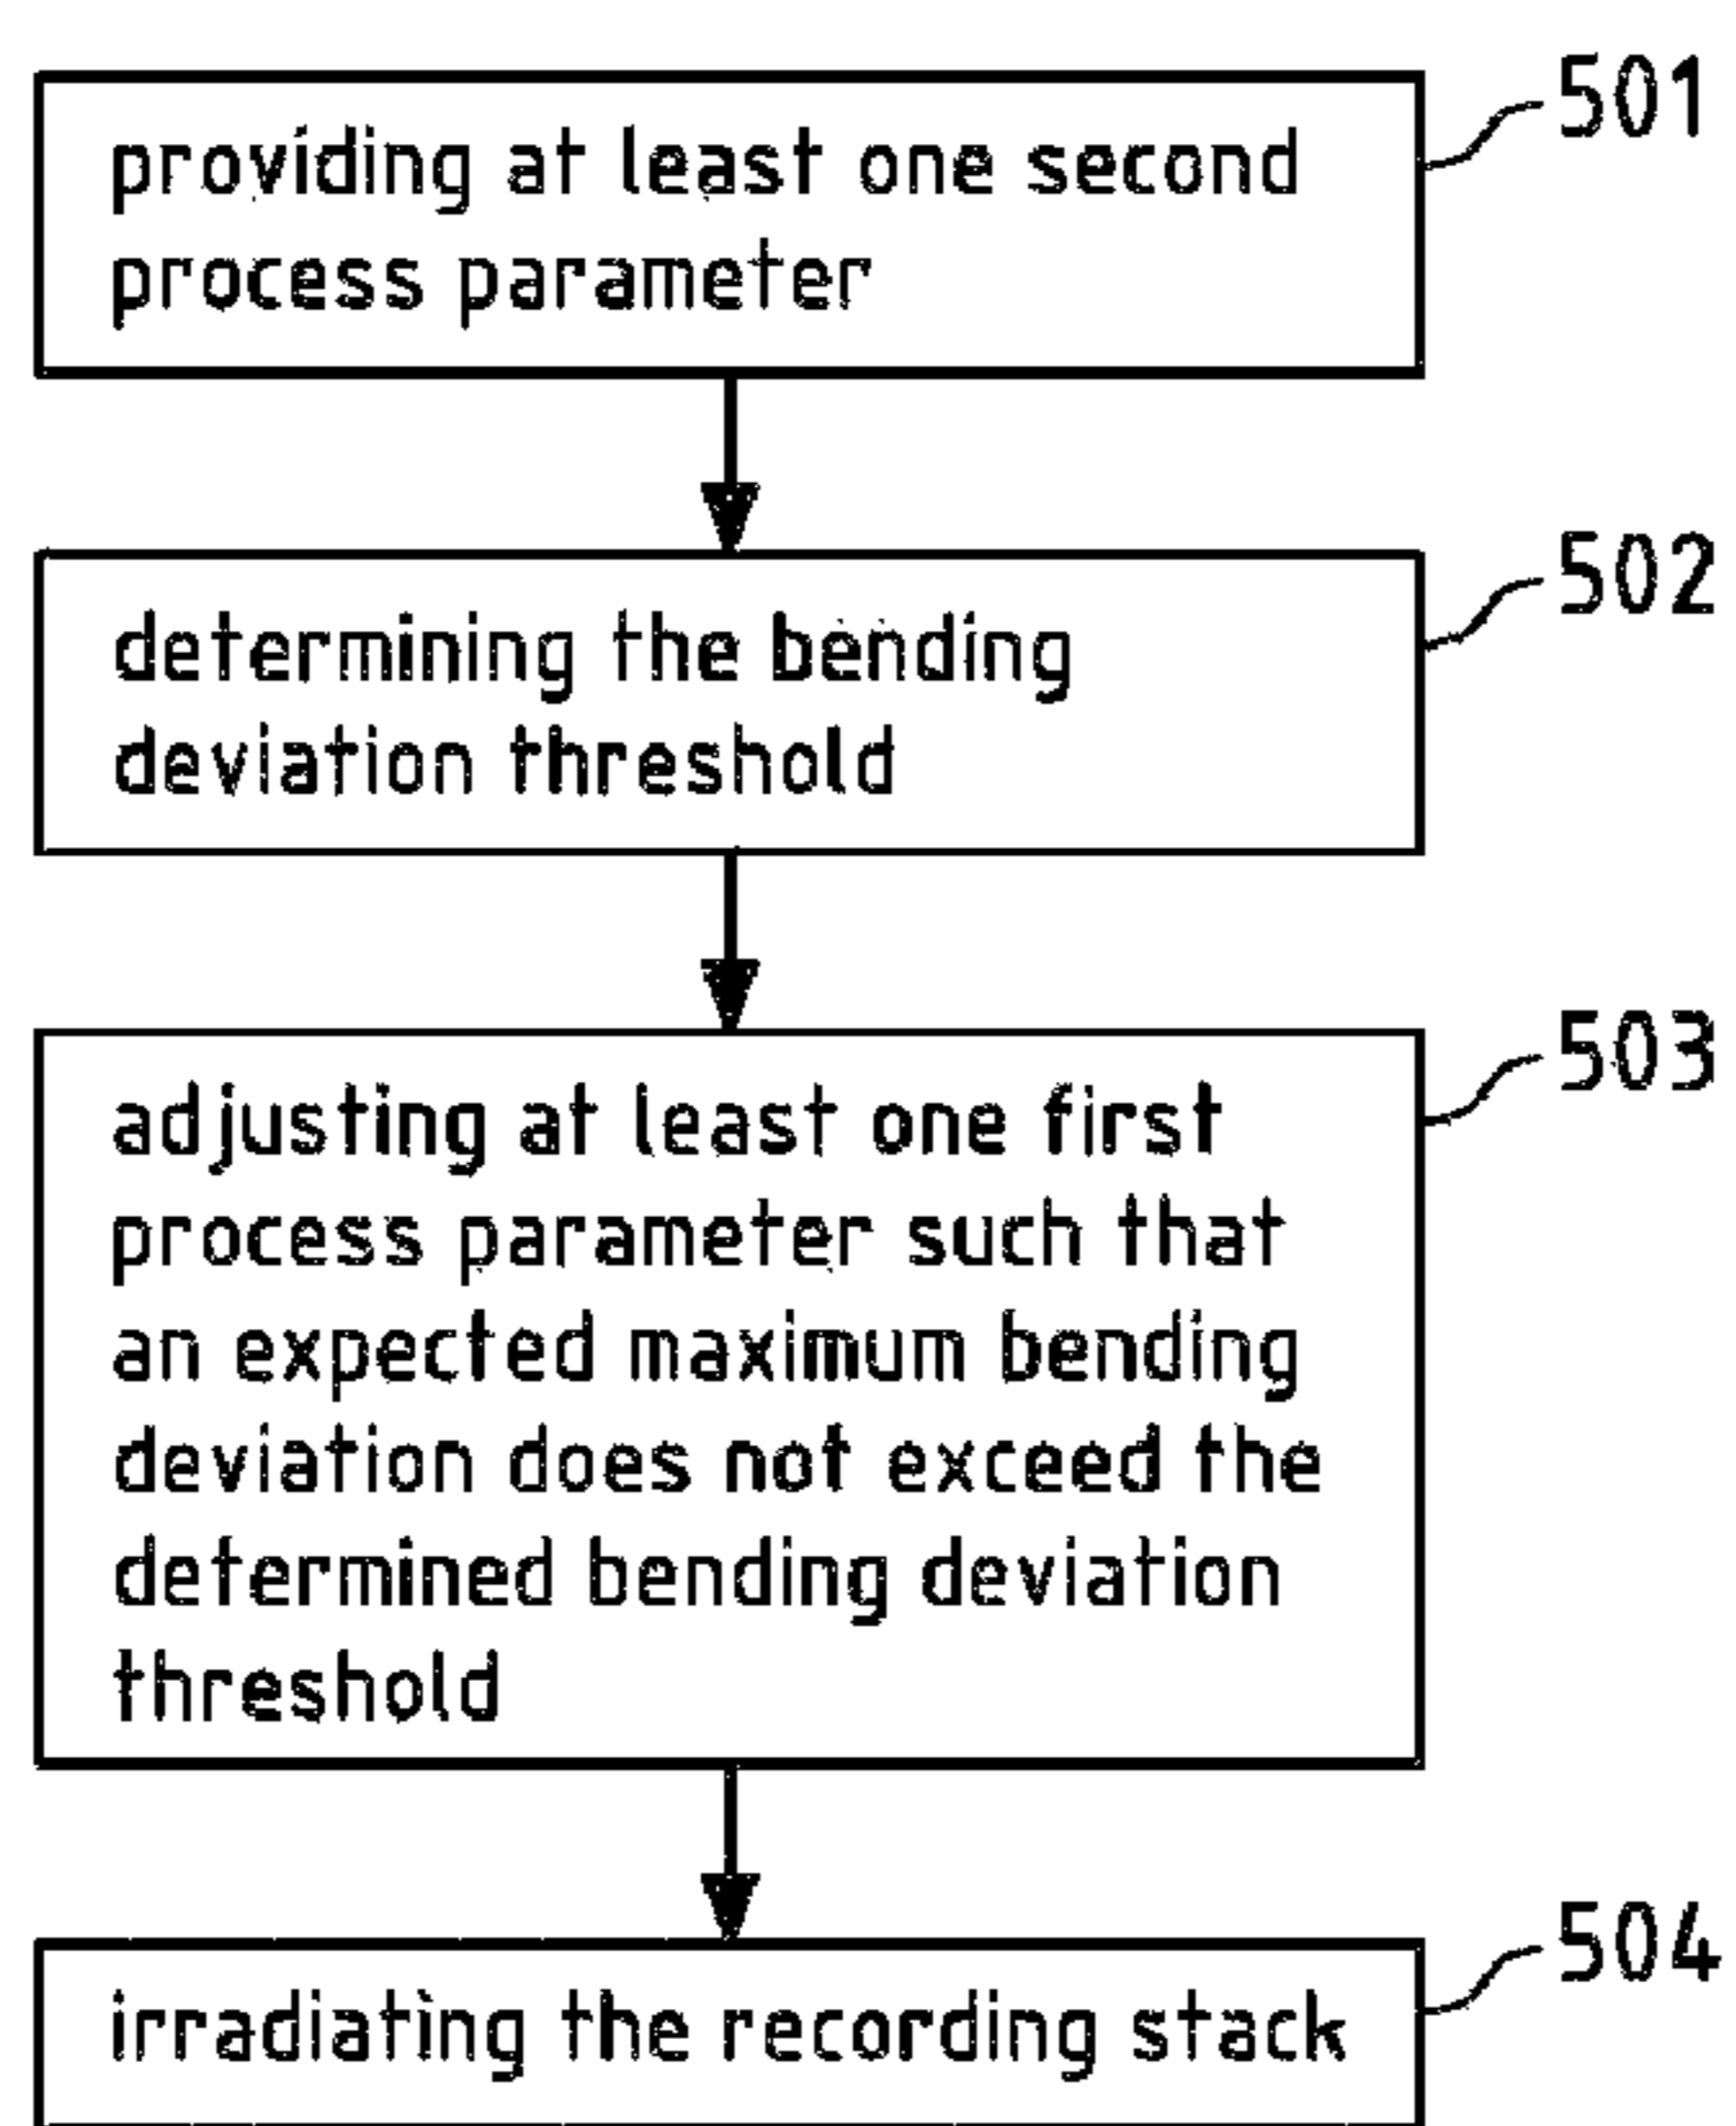 501
providing at least one second
process parameter
502
determining the bending
deviation threshold
503
adjusting at least one first
process parameter such that
an expected maximum bending
deviation does not exceed the
determined bending deviation
threshold
504
irradiating the recording stack